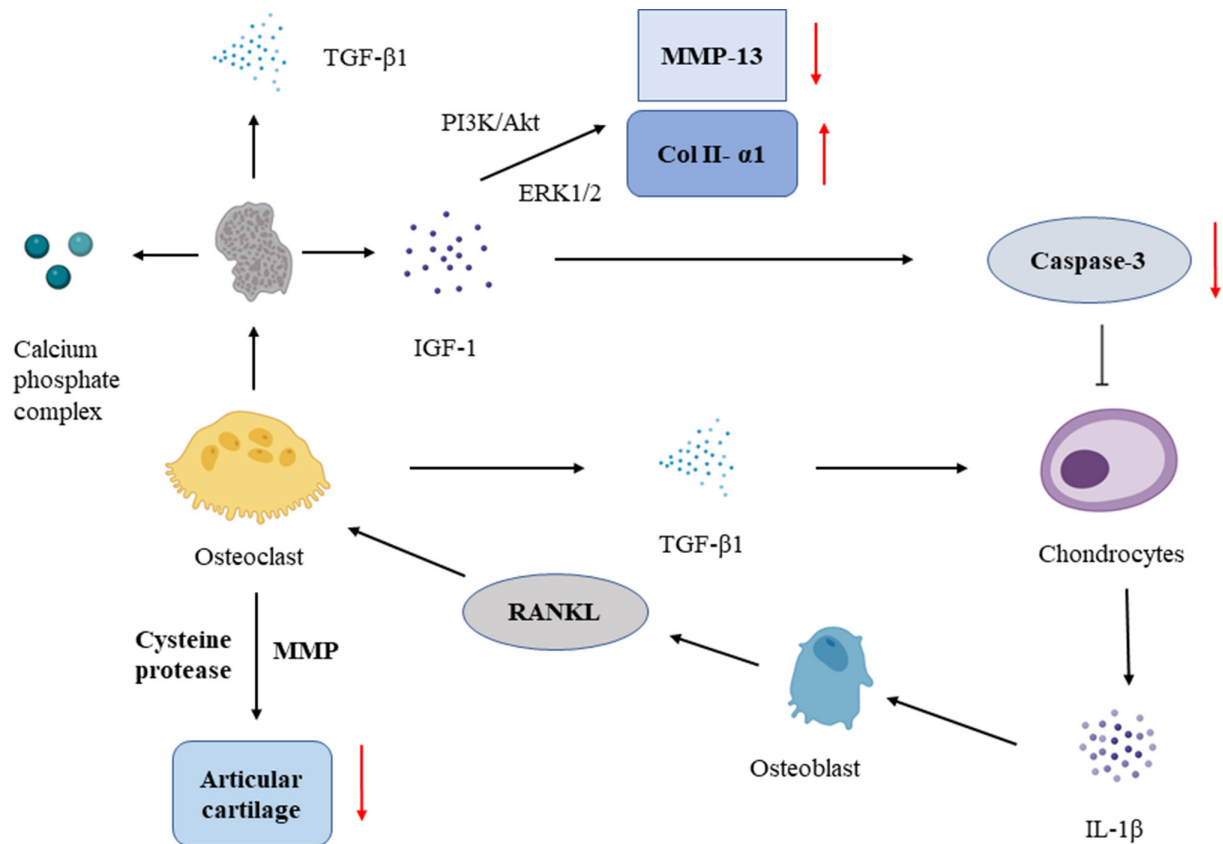 TGF-β1
MMP-13
PI3K/Akt
Col II- α1
ERK1/2
Caspase-3
Calcium
phosphate
complex
IGF-1
Osteoclast
TGF-β1
Chondrocytes
RANKL
Cysteine
protease
MMP
Articular
cartilage
Osteoblast
IL-1β